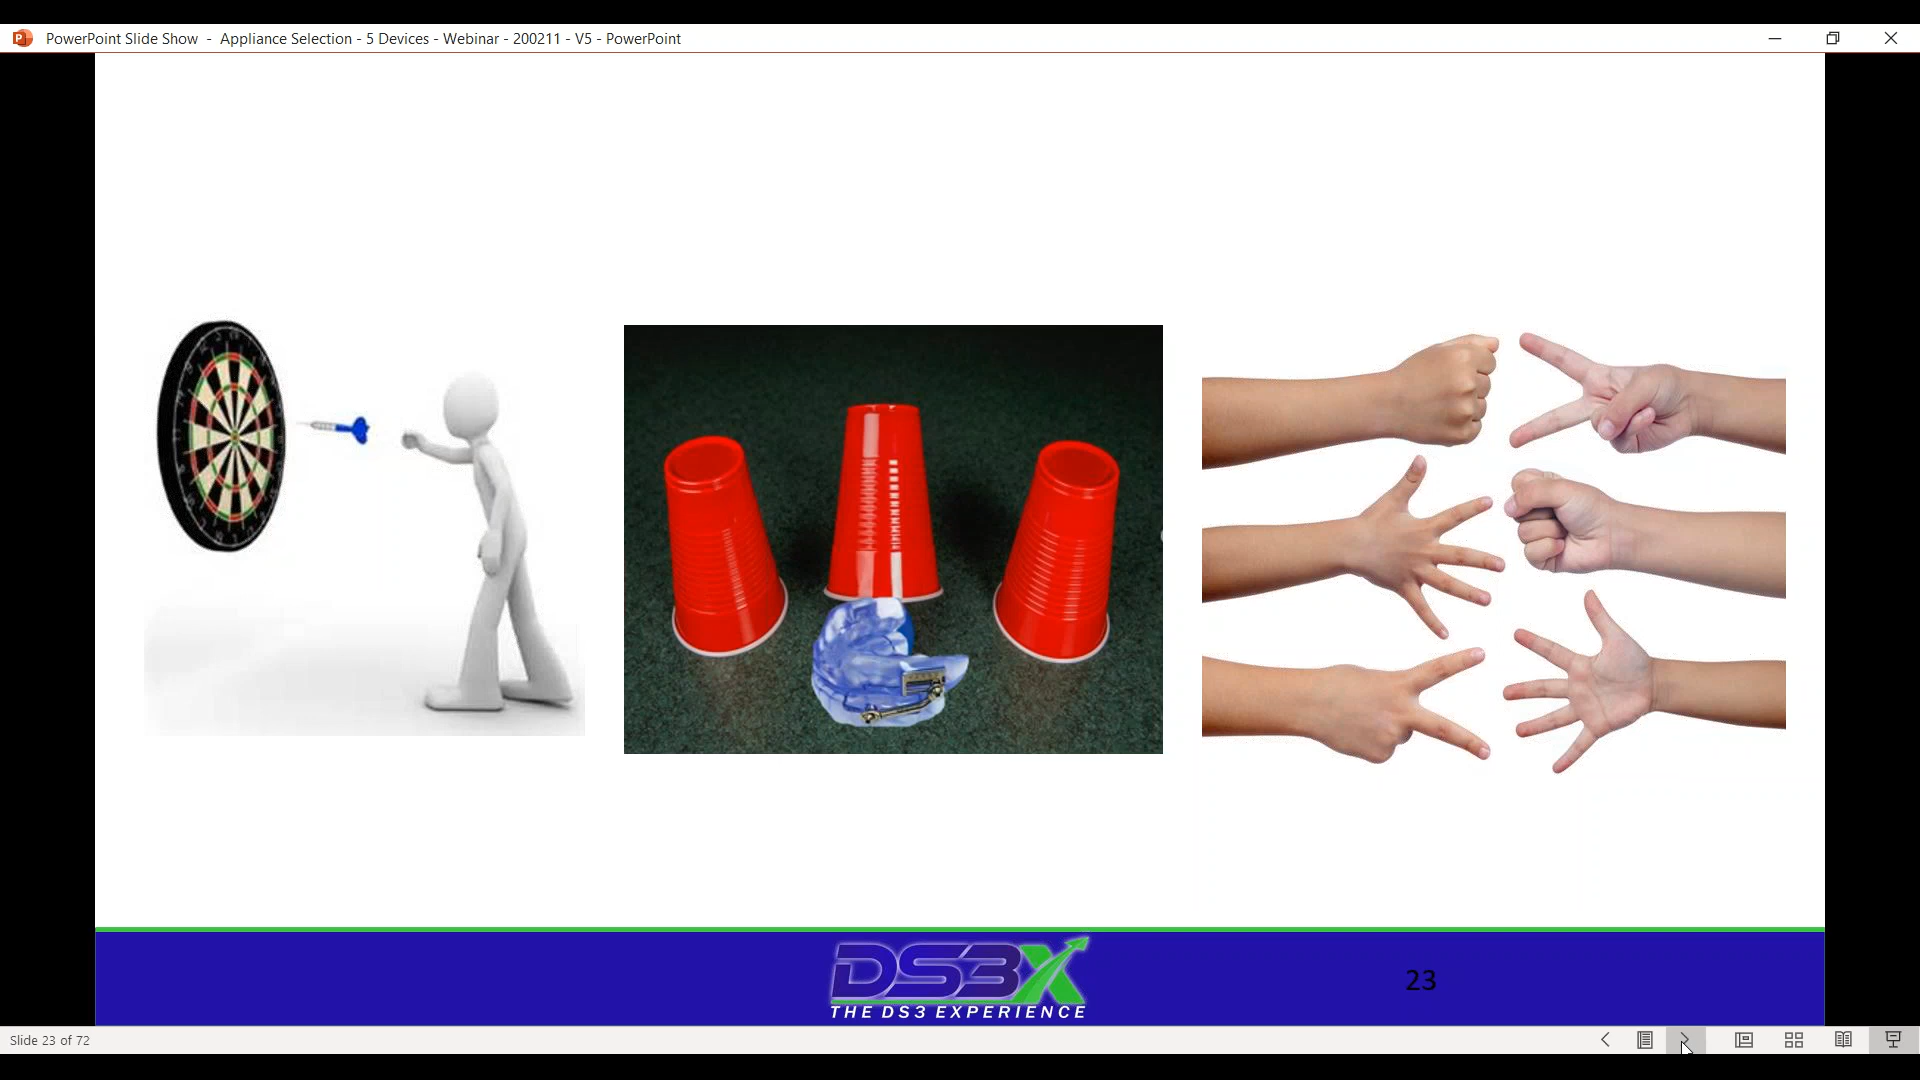 PowerPoint Slide Show - Appliance Selection - 5 Devices - Webinar - 200211 - V5 - PowerPoint
DS3X
THE DS3 EXPERIENCE
23
Slide 23 of 72